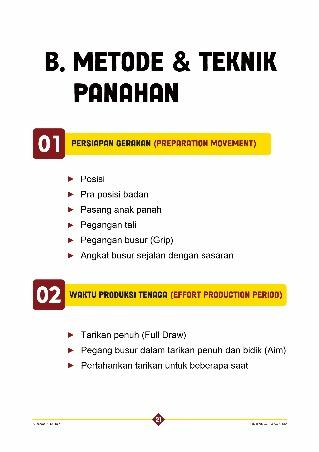 B. METODE & TEKNIK
PANAHAN
01 PERSIAPAN GERAKAN (PREPARATION MOVEMENT)
► Posisi
► Pra posisi badan
► Pasang anak panah
► Pegangan tali
► Pegangan busur (Grip)
► Angkat busur sejalan dengan sasaran
02 WAKTU PRODUKSI TENAGA (EFFORT PRODUCTION PERIOD)
► Tarikan penuh (Full Draw)
► Pegang busur dalam tarikan penuh dan bidik (Aim)
► Pertahankan tarikan untuk beberapa saat
21